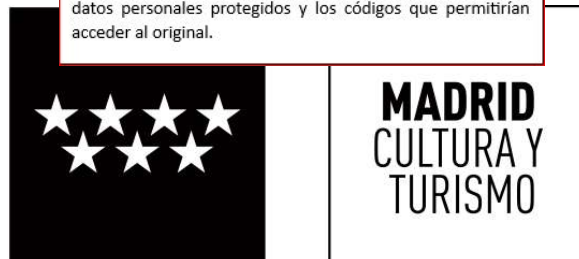 datos personales protegidos y los códigos que permitirían
acceder al original.
MADRID
CULTURA Y
TURISMO